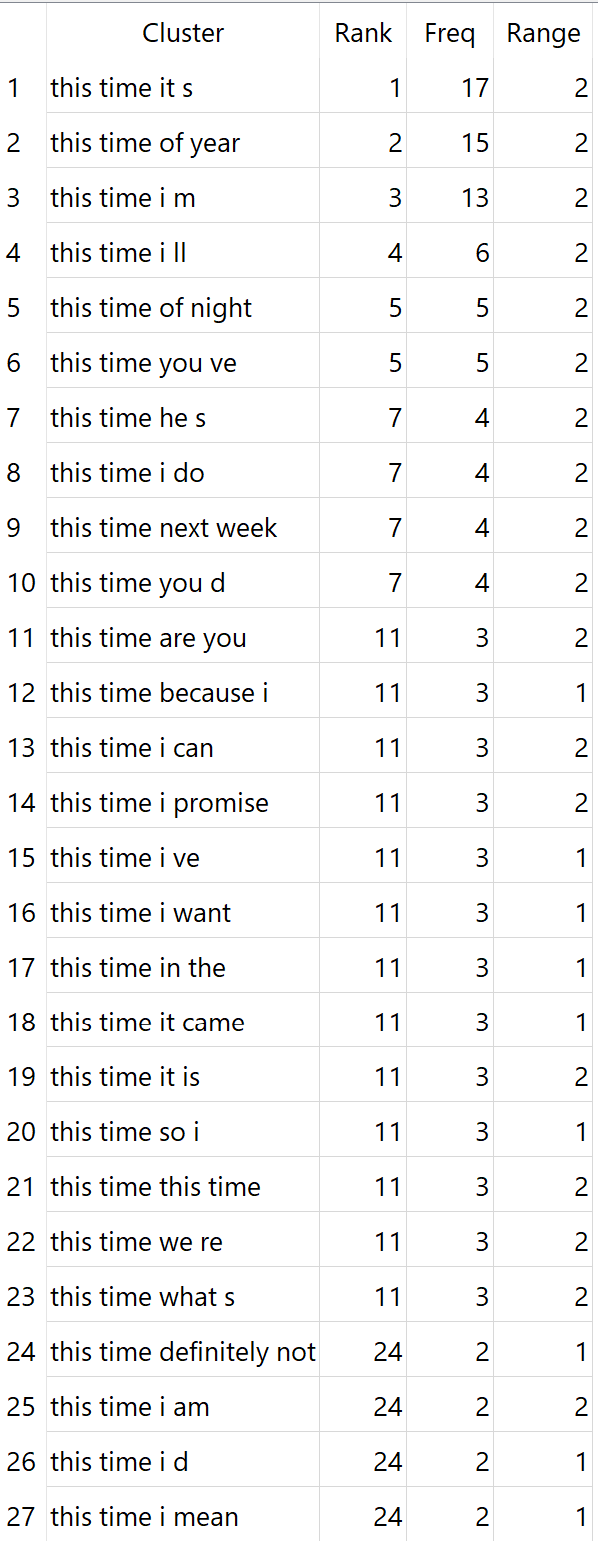 Cluster Rank Freq Range
1 this time it s 1 17 2
2 this time of year 2 15 2
3 this time i m 3 13 2
4 this time i ll 4 6 2
5 this time of night 5 5 2
6 this time you ve 5 5 2
7 this time he s 7 4 2
8 this time i do 7 4 2
9 this time next week 7 4 2
10 this time you d 7 4 2
11 this time are you 11 3 2
12 this time because i 11 3 1
13 this time i can 11 3 2
14 this time i promise 11 3 2
15 this time i ve 11 3 1
16 this time i want 11 3 1
17 this time in the 11 3 1
18 this time it came 11 3 1
19 this time it is 11 3 2
20 this time so i 11 3 1
21 this time this time 11 3 2
22 this time we re 11 3 2
23 this time what s 11 3 2
24 this time definitely not 24 2 1
25 this time i am 24 2 2
26 this time i d 24 2 1
27 this time i mean 24 2 1